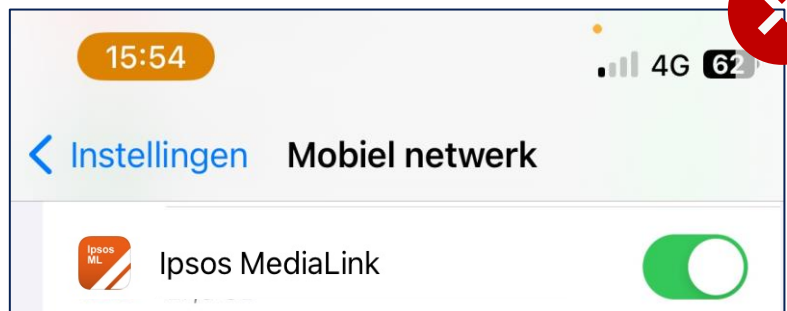 15:54
4G 62
Instellingen Mobiel netwerk
Ipsos
ML
Ipsos MediaLink